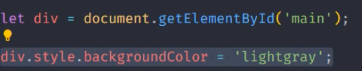 let div = document.getElementById('main');
div.style.backgroundColor = 'lightgray';